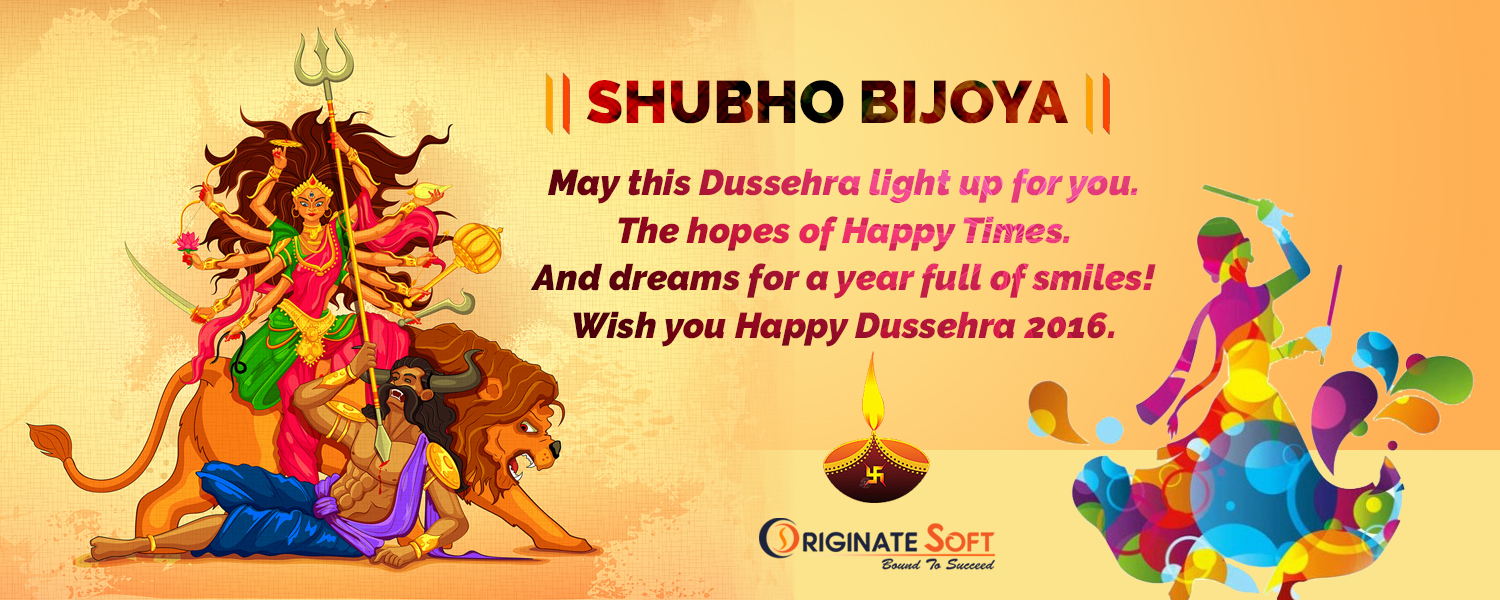 || SHUBHO BIJOYA ||
May this Dussehra light up for you.
The hopes of Happy Times.
And dreams for a year full of smiles!
Wish you Happy Dussehra 2016.
ORIGINATE SOFT
Bound To Succeed